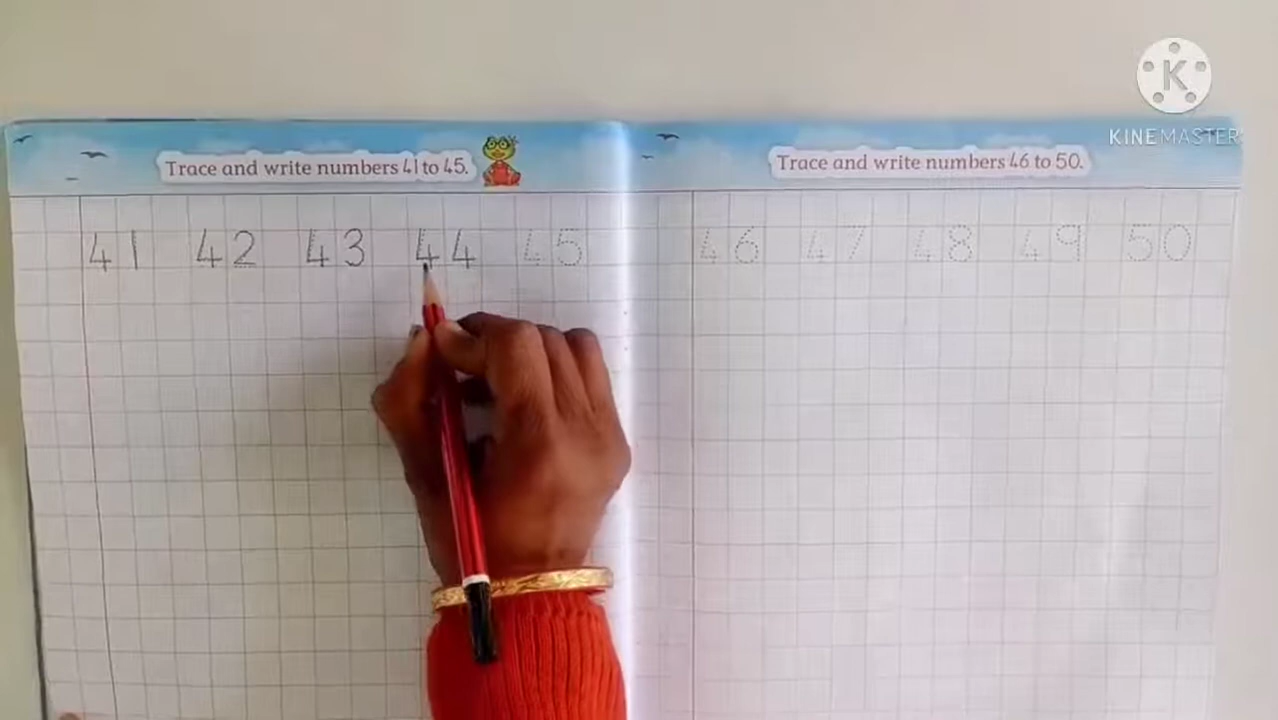 K
KINEMASTER
Trace and write numbers 41 to 45.
41 42 43 44 45
Trace and write numbers 46 to 50.
46 47 48 49 50